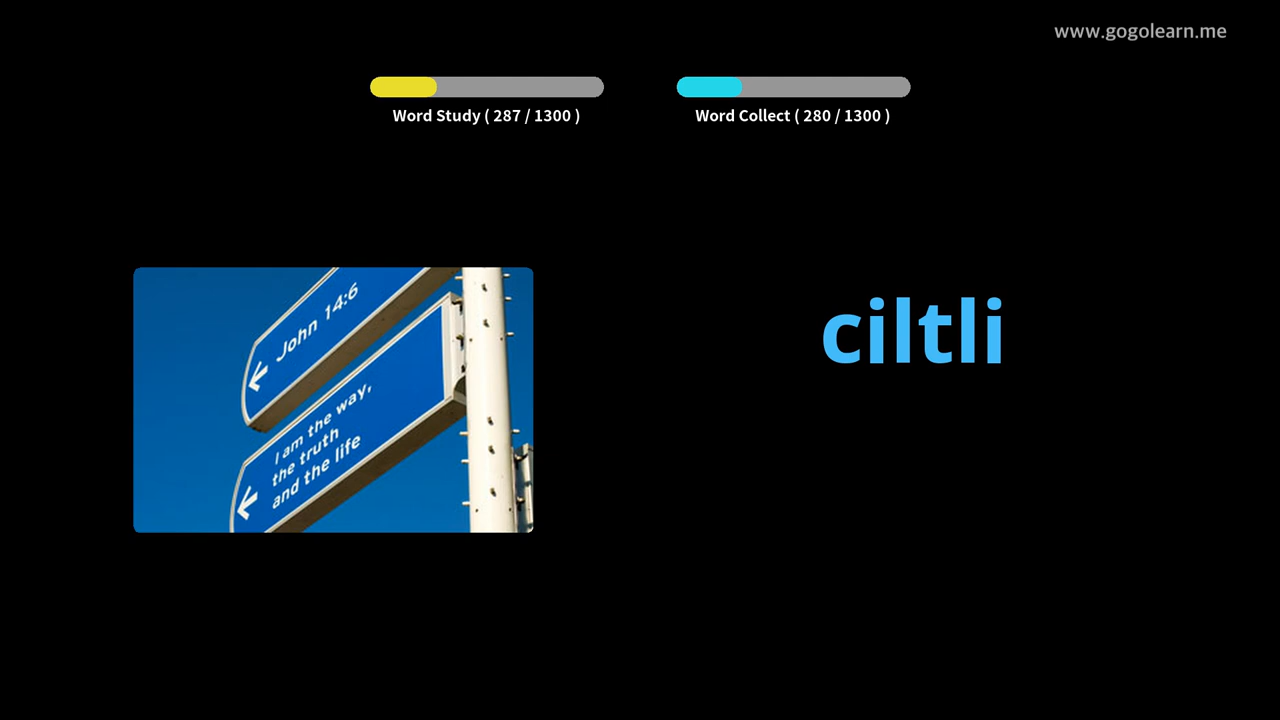 www.gogolearn.me
Word Study ( 287 / 1300 )
Word Collect ( 280 / 1300 )
John 14:6
I am the way,
the truth
and the life
ciltli